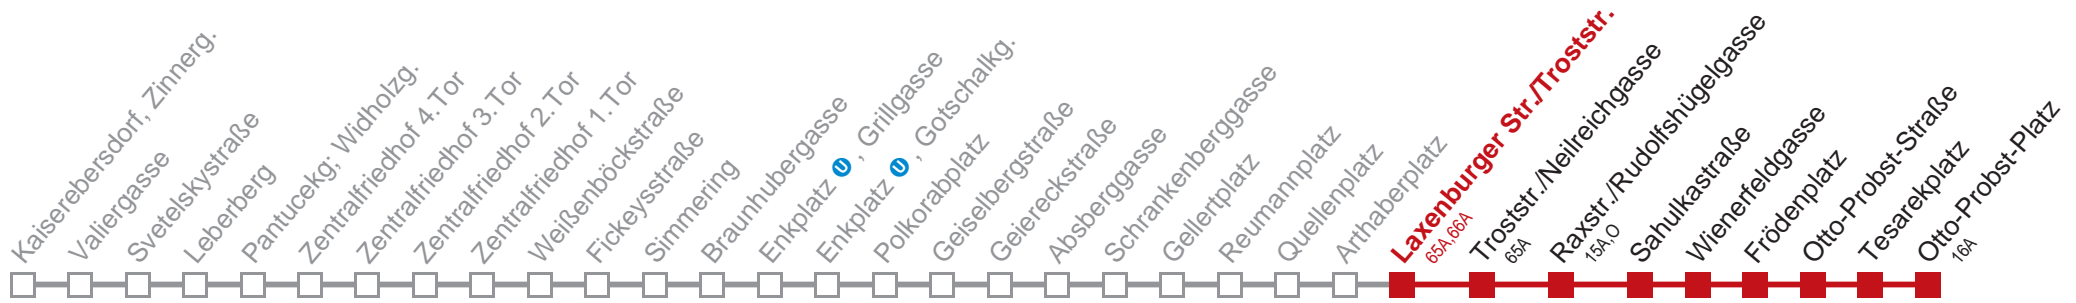 Kaiserebersdorf, Zinnerg.
Valiergasse
Svetelskystraße
Leberberg
Pantucekg; Widholzg.
Zentralfriedhof 4. Tor
Zentralfriedhof 3. Tor
Zentralfriedhof 2. Tor
Zentralfriedhof 1. Tor
Weißenböckstraße
Fickeysstraße
Simmering
Braunhubergasse
Enkplatz U , Grillgasse
Enkplatz U , Gotschalkg.
Polkorabplatz
Geiselbergstraße
Geiereckstraße
Absberggasse
Schrankenberggasse
Gellertplatz
Reumannplatz
Quellenplatz
Arthaberplatz
Laxenburger Str./Troststr.
65A,66A
Troststr./Neilreichgasse
65A
Raxstr./Rudolfshügelgasse
15A,O
Sahulkastraße
Wienerfeldgasse
Frödenplatz
Otto-Probst-Straße
Tesarekplatz
Otto-Probst-Platz
16A